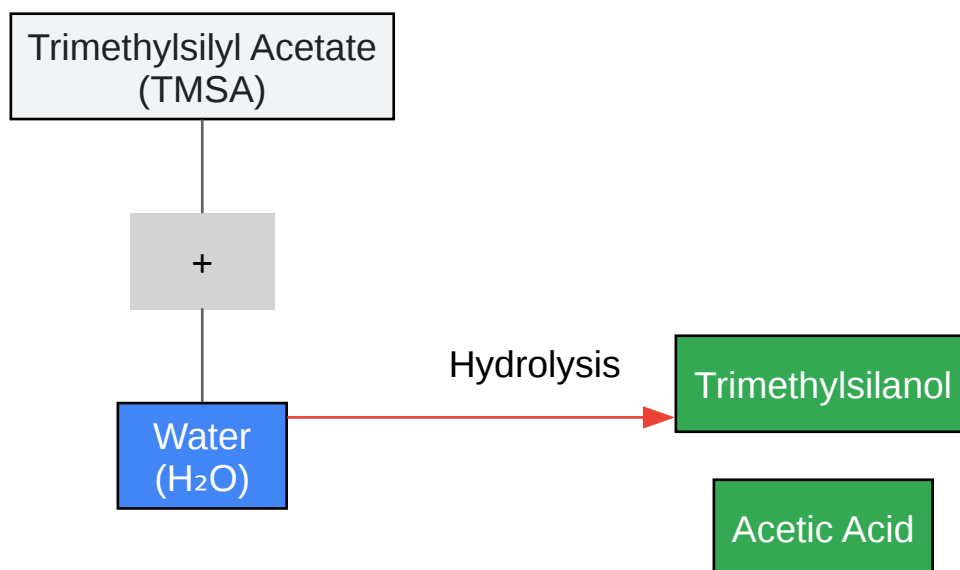 Trimethylsilyl Acetate
(TMSA)
+
Water
(H₂O)
Hydrolysis
Trimethylsilanol
Acetic Acid